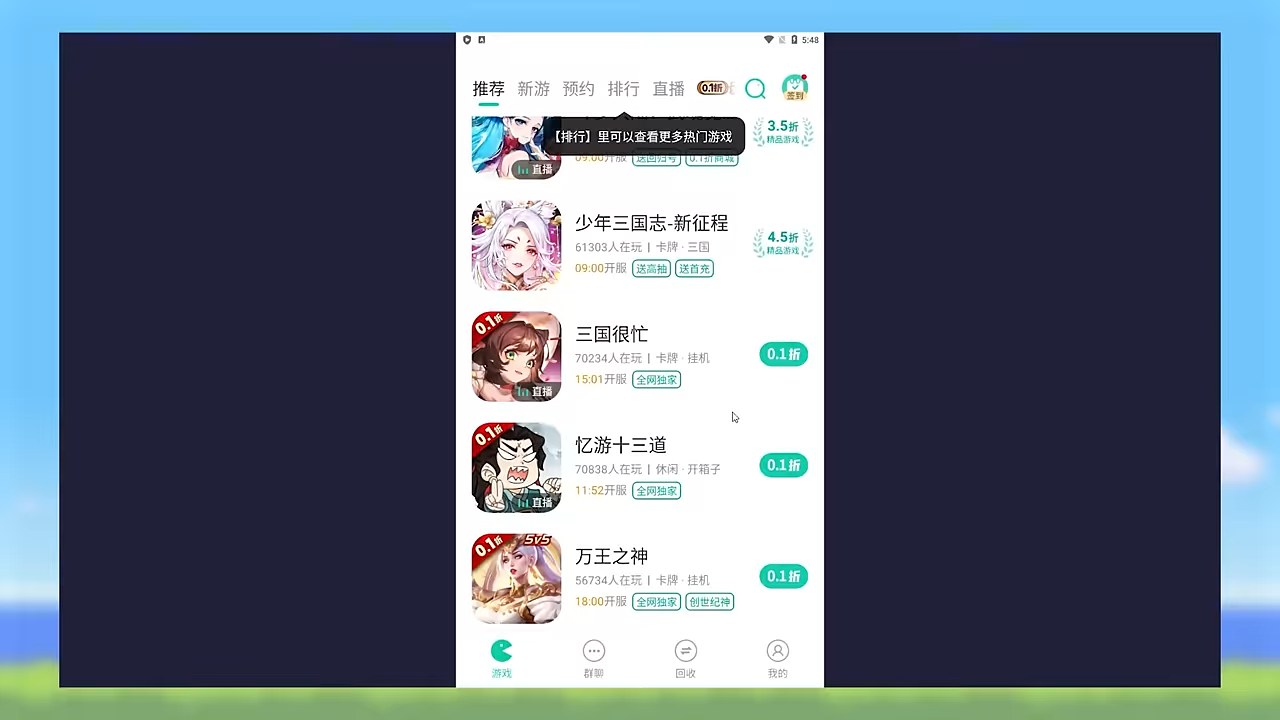 5:48
推荐 新游 预约 排行 直播 0.1折
签到
【排行】里可以查看更多热门游戏
3.5折
精品游戏
09:00开服 送回归号 0.1折商城
直播
少年三国志-新征程
61303人在玩 | 卡牌 · 三国
09:00开服 送高抽 送首充
4.5折
精品游戏
0.1折
直播
三国很忙
70234人在玩 | 卡牌 · 挂机
15:01开服 全网独家
0.1折
0.1折
直播
忆游十三道
70838人在玩 | 休闲 · 开箱子
11:52开服 全网独家
0.1折
0.1折
5V5
万王之神
56734人在玩 | 卡牌 · 挂机
18:00开服 全网独家 创世纪神
0.1折
游戏 群聊 回收 我的